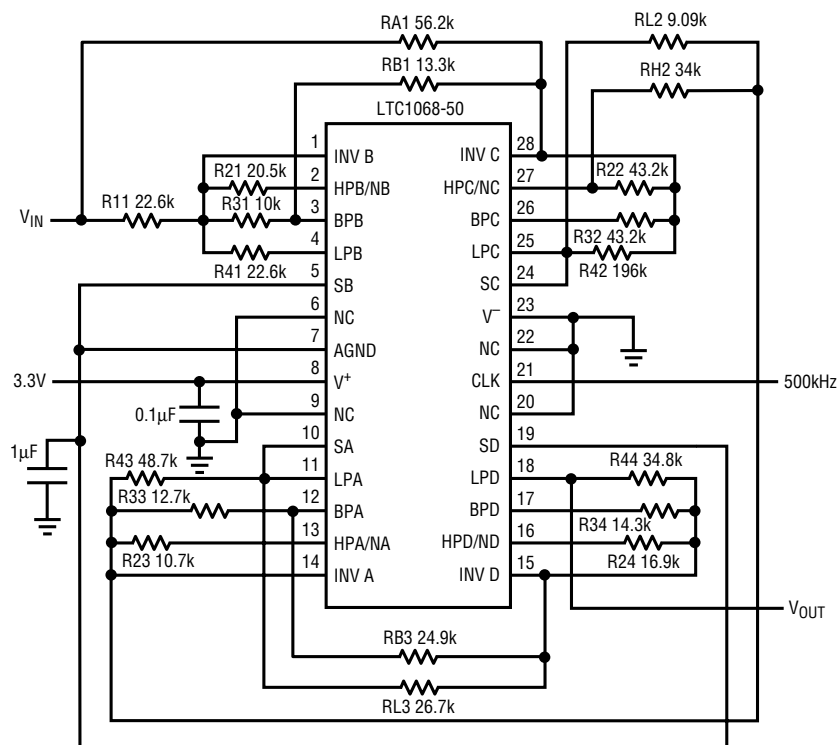 RA1 56.2k
RL2 9.09k
RB1 13.3k
RH2 34k
LTC1068-50
1 INV B
INV C 28
R21 20.5k
2 HPB/NB
HPC/NC 27
R22 43.2k
VIN
R11 22.6k
R31 10k
3 BPB
BPC 26
R32 43.2k
R41 22.6k
4 LPB
LPC 25
R42 196k
5 SB
SC 24
6 NC
V– 23
7 AGND
NC 22
3.3V
8 V+
CLK 21
500kHz
0.1µF
9 NC
NC 20
1µF
10 SA
SD 19
R43 48.7k
11 LPA
LPD 18
R44 34.8k
R33 12.7k
12 BPA
BPD 17
R34 14.3k
R23 10.7k
13 HPA/NA
HPD/ND 16
R24 16.9k
14 INV A
INV D 15
VOUT
RB3 24.9k
RL3 26.7k